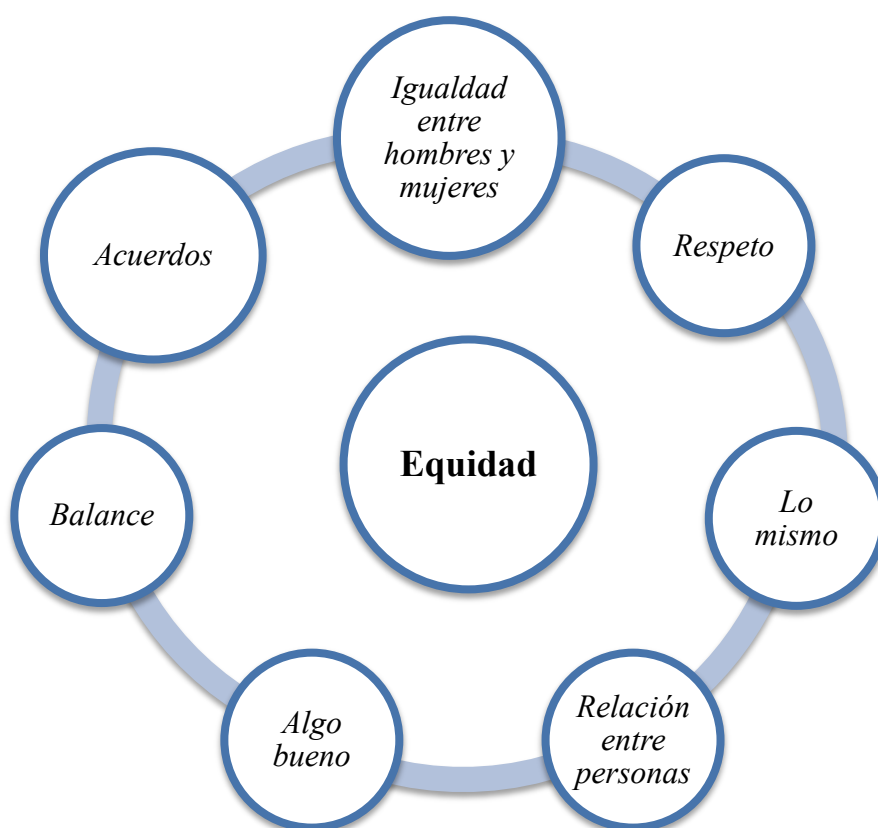 Igualdad
entre
hombres y
mujeres
Respeto
Lo
mismo
Relación
entre
personas
Algo
bueno
Balance
Acuerdos
Equidad